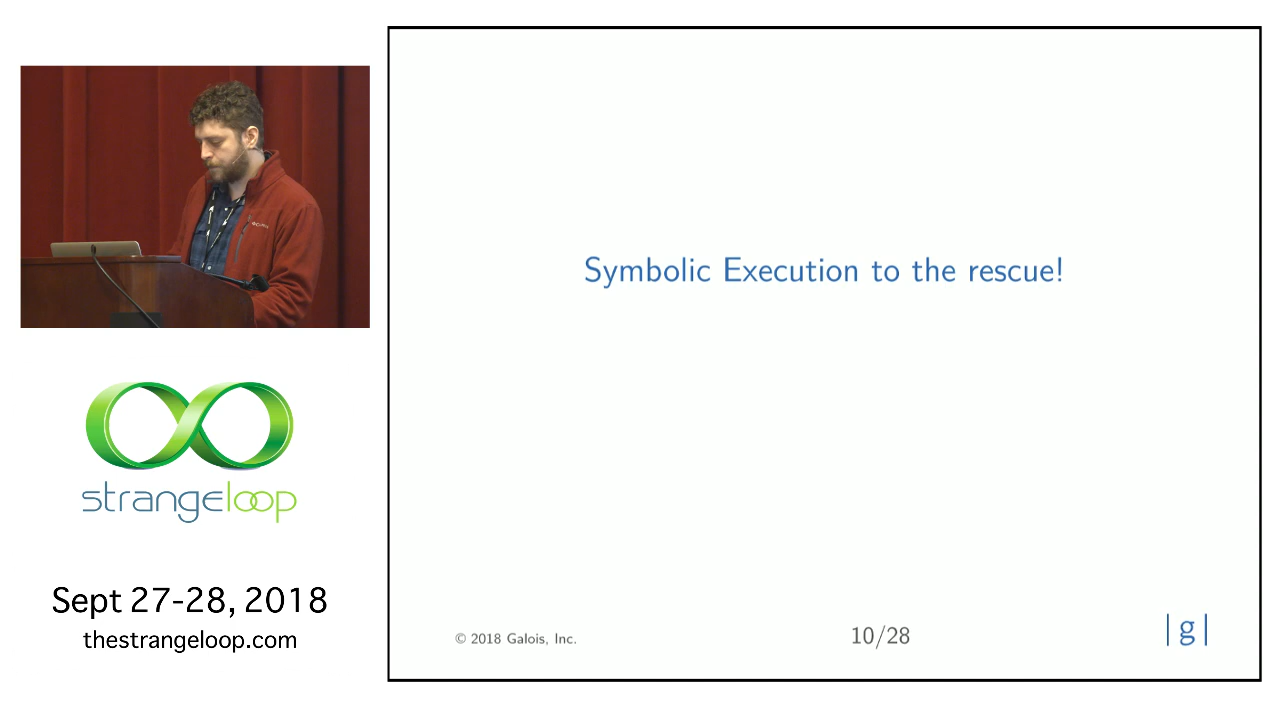 Symbolic Execution to the rescue!
strangeloop
Sept 27-28, 2018
thestrangeloop.com
© 2018 Galois, Inc.
10/28
|g|